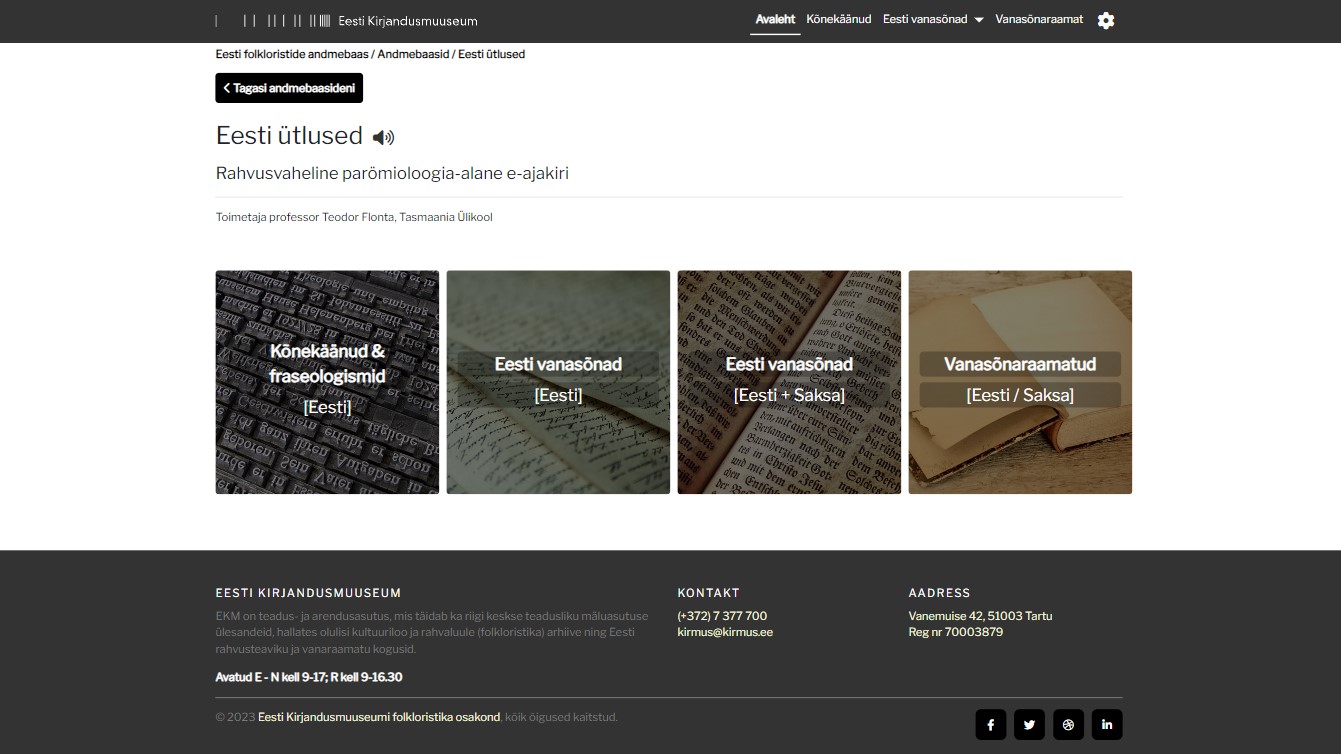 Eesti Kirjandusmuuseum
Avaleht Kõnekäänud Eesti vanasõnad Vanasõnaraamat
Eesti folkloristide andmebaas / Andmebaasid / Eesti ütlused
Tagasi andmebaasideni
Eesti ütlused
Rahvusvaheline parömioloogia-alane e-ajakiri
Toimetaja professor Teodor Flonta, Tasmaania Ülikool
Kõnekäänud &
fraseologismid
[Eesti]
Eesti vanasõnad
[Eesti]
Eesti vanasõnad
[Eesti + Saksa]
Vanasõnaraamatud
[Eesti / Saksa]
EESTI KIRJANDUSMUUSEUM
EKM on teadus- ja arendusasutus, mis täidab ka riigi keskse teadusliku mäluasutuse
ülesandeid, hallates olulisi kultuuriloo ja rahvaluule (folkloristika) arhiive ning Eesti
rahvusteaviku ja vanaraamatu kogusid.
Avatud E - N kell 9-17; R kell 9-16.30
KONTAKT
(+372) 7 377 700
kirmus@kirmus.ee
AADRESS
Vanemuise 42, 51003 Tartu
Reg nr 70003879
© 2023 Eesti Kirjandusmuuseumi folkloristika osakond, kõik õigused kaitstud.